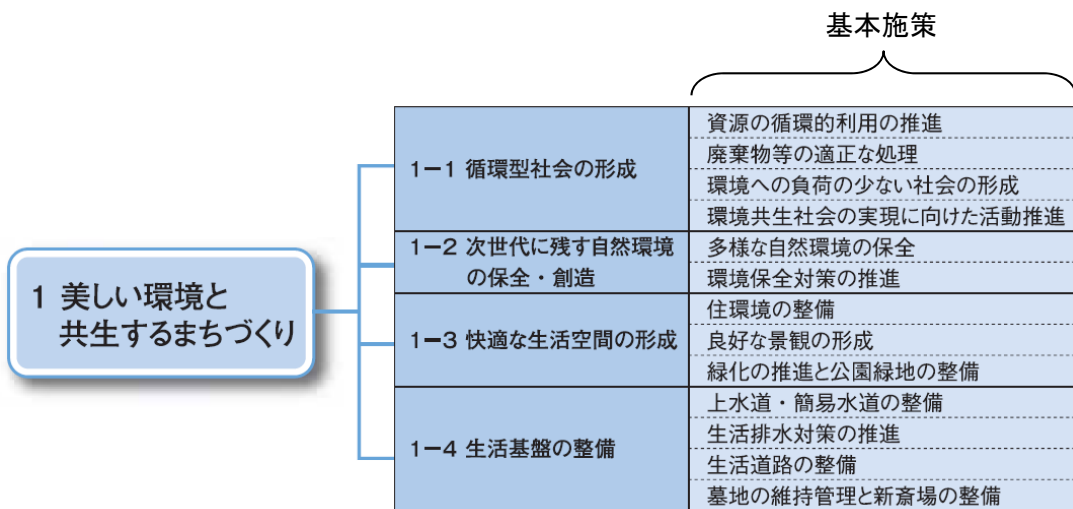 基本施策
1 美しい環境と
共生するまちづくり
1ー1 循環型社会の形成
資源の循環的利用の推進
廃棄物等の適正な処理
環境への負荷の少ない社会の形成
環境共生社会の実現に向けた活動推進
1ー2 次世代に残す自然環境
の保全・創造
多様な自然環境の保全
環境保全対策の推進
1ー3 快適な生活空間の形成
住環境の整備
良好な景観の形成
緑化の推進と公園緑地の整備
1ー4 生活基盤の整備
上水道・簡易水道の整備
生活排水対策の推進
生活道路の整備
墓地の維持管理と新斎場の整備